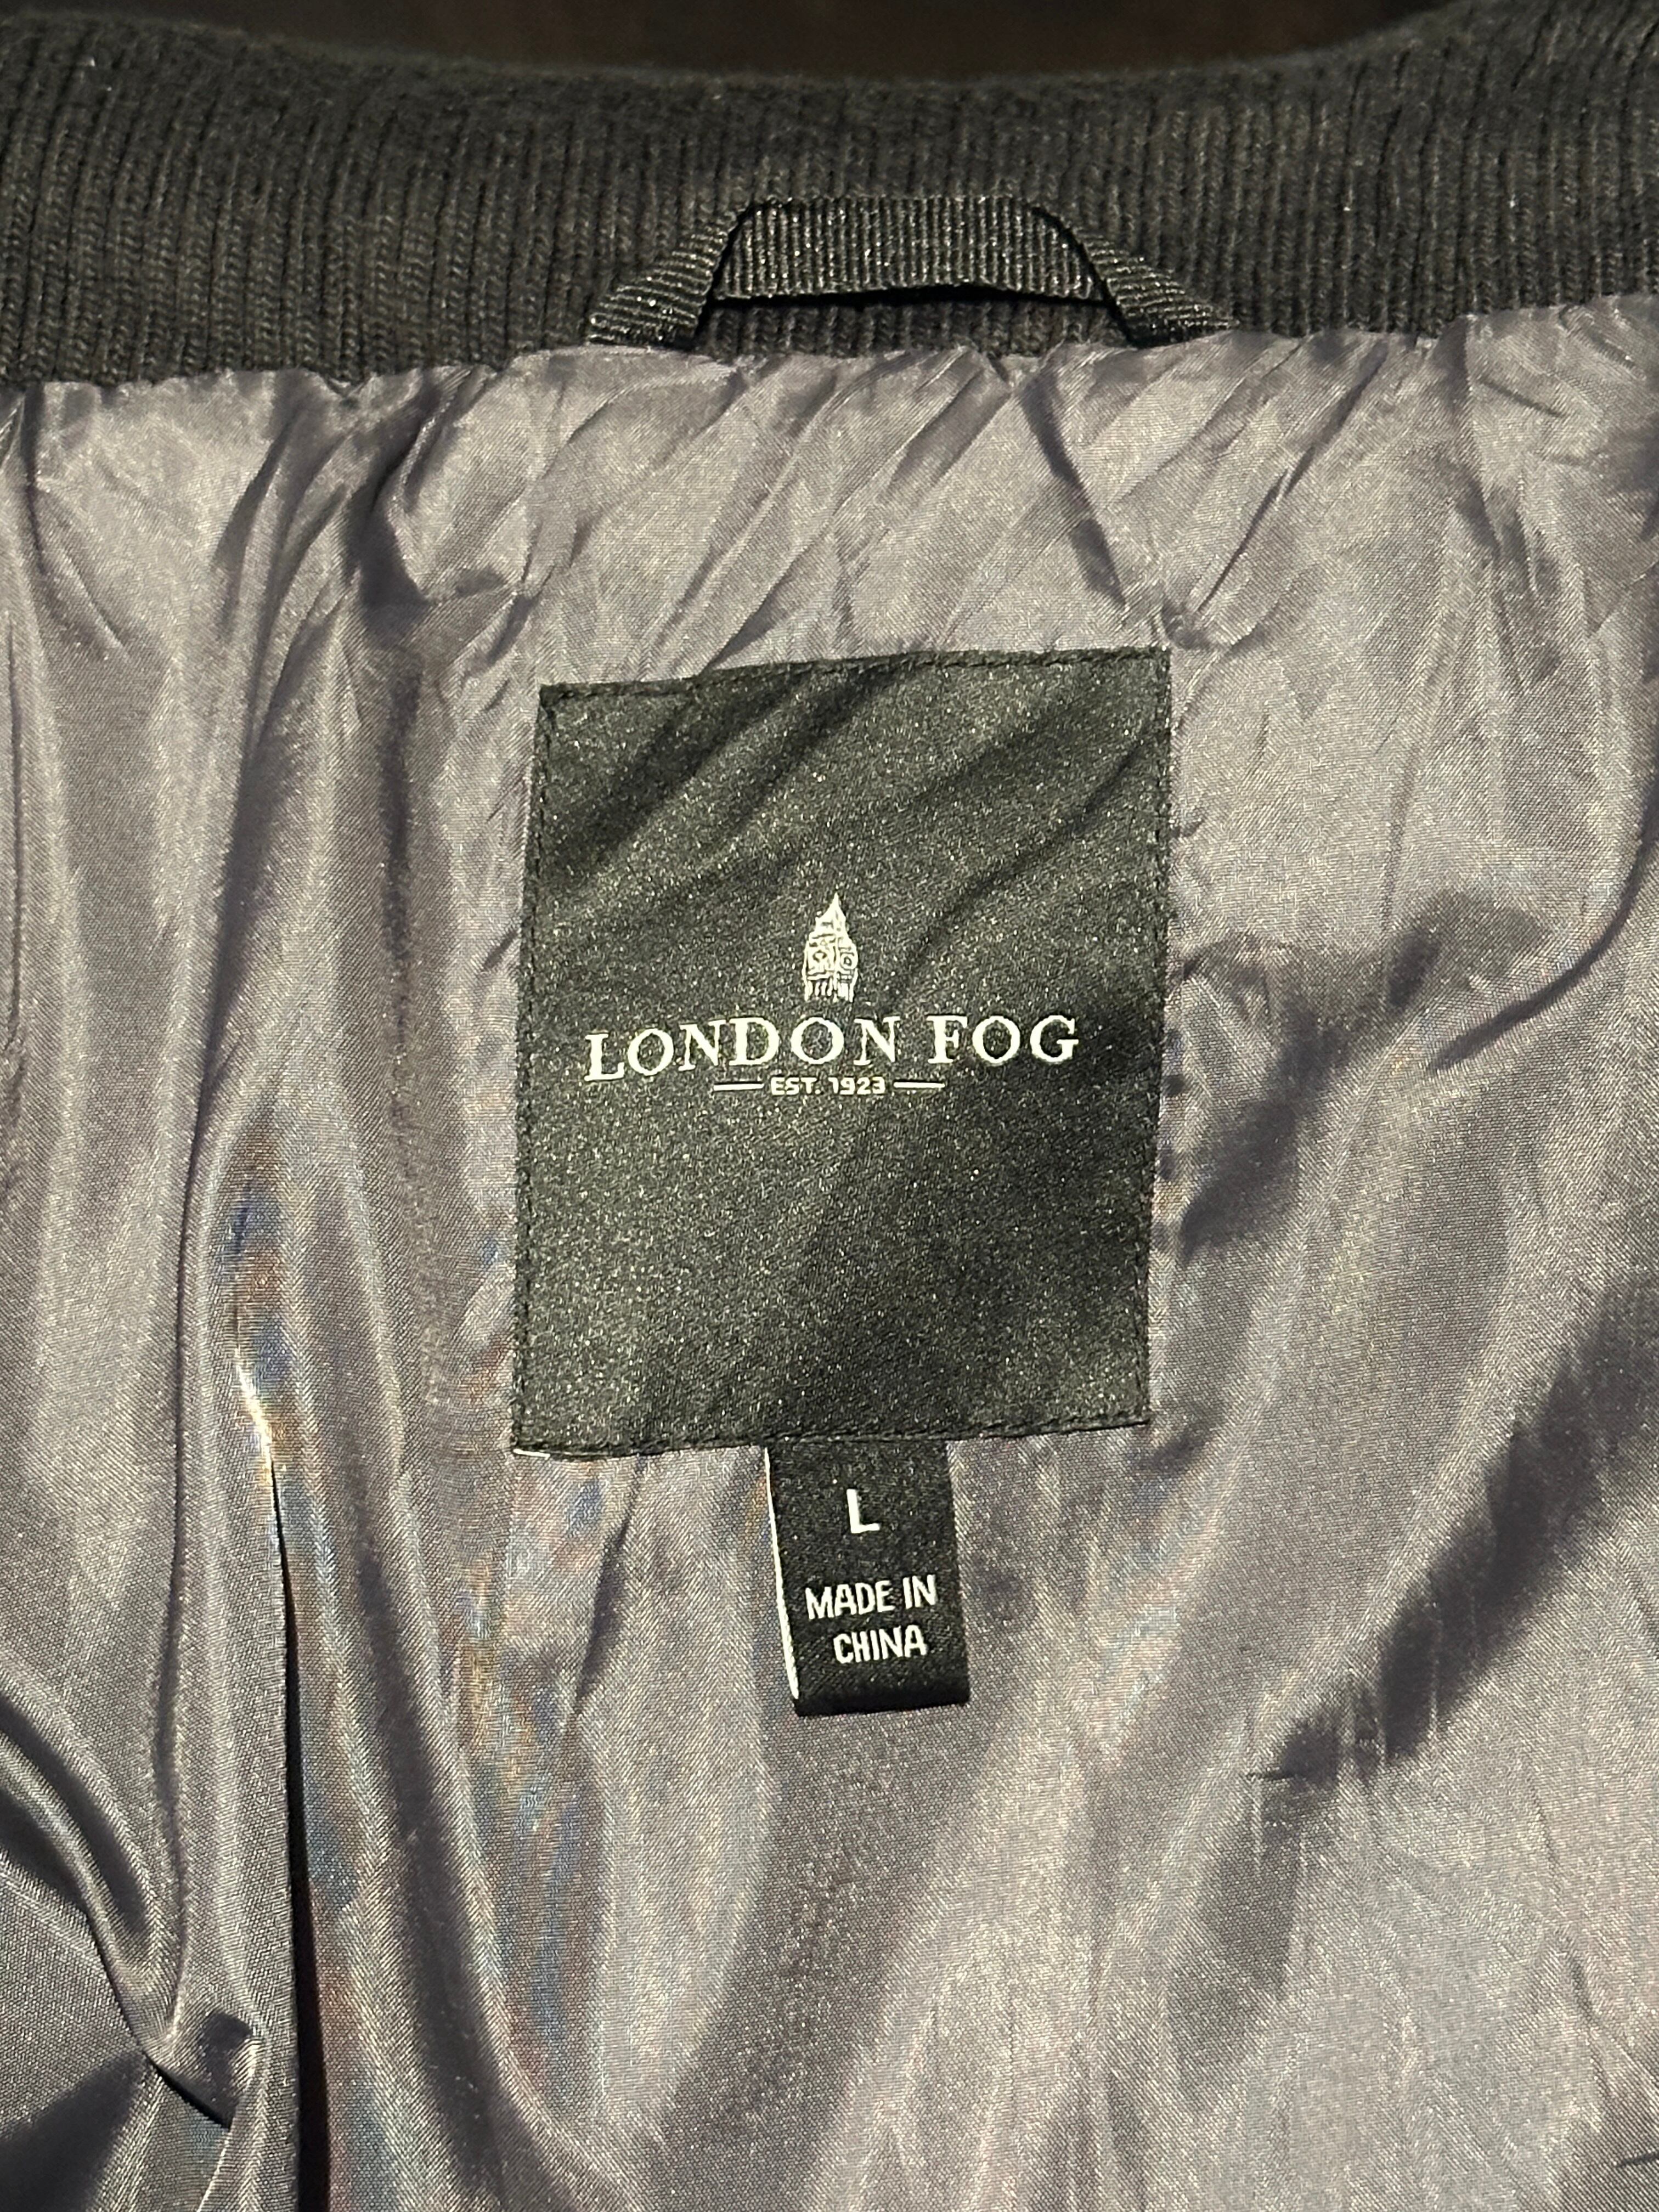 LONDON FOG
EST. 1923
L
MADE IN
CHINA